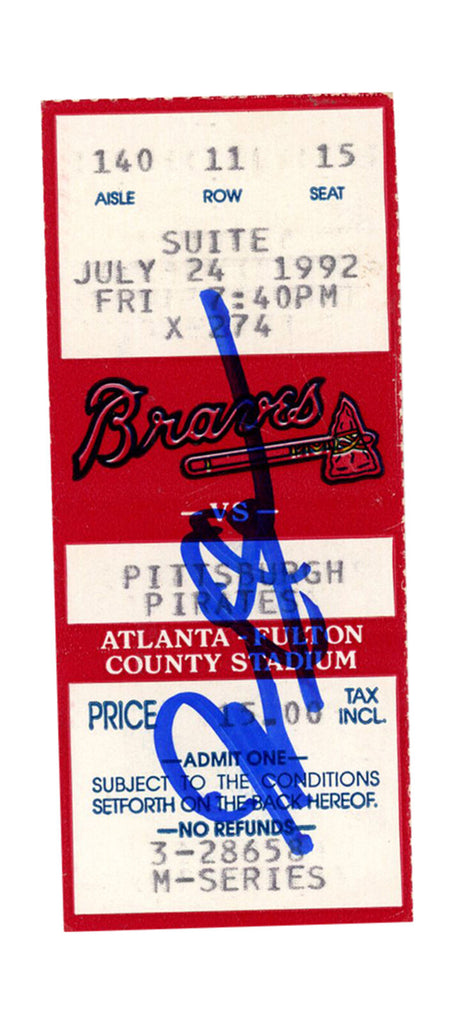 140 11 15
AISLE ROW SEAT
SUITE
JULY 24 1992
FRI 7:40PM
X 274
Braves
— VS —
PITTSBURGH
PIRATES
ATLANTA-FULTON
COUNTY STADIUM
PRICE 15.00 TAX
INCL.
—ADMIT ONE—
SUBJECT TO THE CONDITIONS
SETFORTH ON THE BACK HEREOF.
—NO REFUNDS—
3-28658
M-SERIES